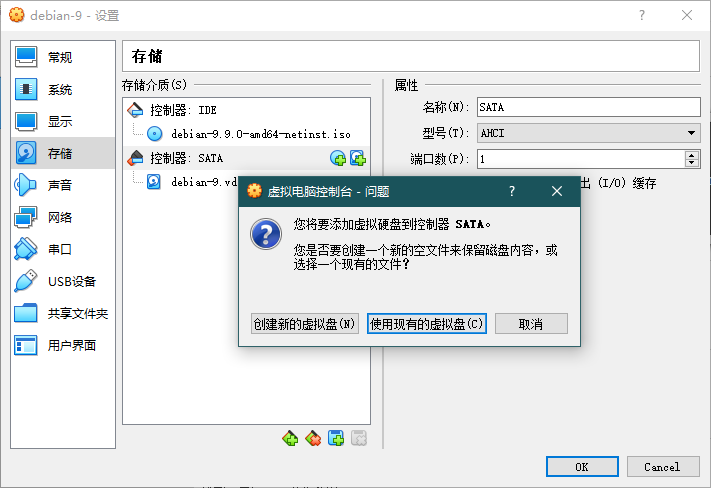 debian-9 - 设置
常规
系统
显示
存储
声音
网络
串口
USB设备
共享文件夹
用户界面
存储
存储介质(S)
控制器: IDE
debian-9.9.0-amd64-netinst.iso
控制器: SATA
debian-9.vd
属性
名称(N): SATA
型号(T): AHCI
端口数(P): 1
出 (I/O) 缓存
虚拟电脑控制台 - 问题
您将要添加虚拟硬盘到控制器 SATA。
您是否要创建一个新的空文件来保留磁盘内容，或
选择一个现有的文件？
创建新的虚拟盘(N)
使用现有的虚拟盘(C)
取消
OK
Cancel